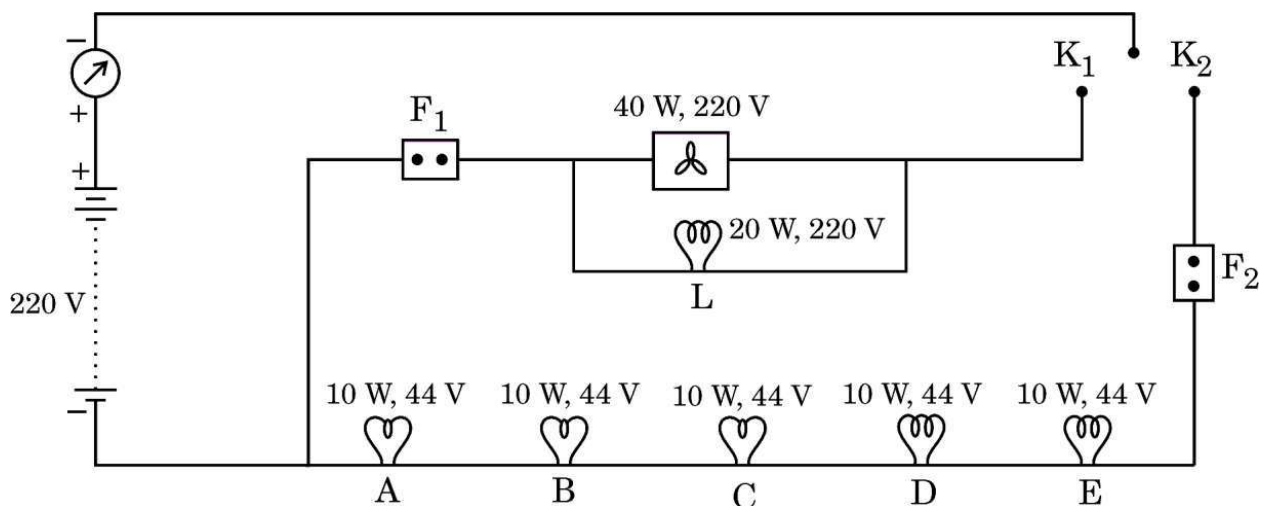 −
K₁
K₂
+
F₁
40 W, 220 V
+
20 W, 220 V
F₂
220 V
L
10 W, 44 V
10 W, 44 V
10 W, 44 V
10 W, 44 V
10 W, 44 V
−
A
B
C
D
E